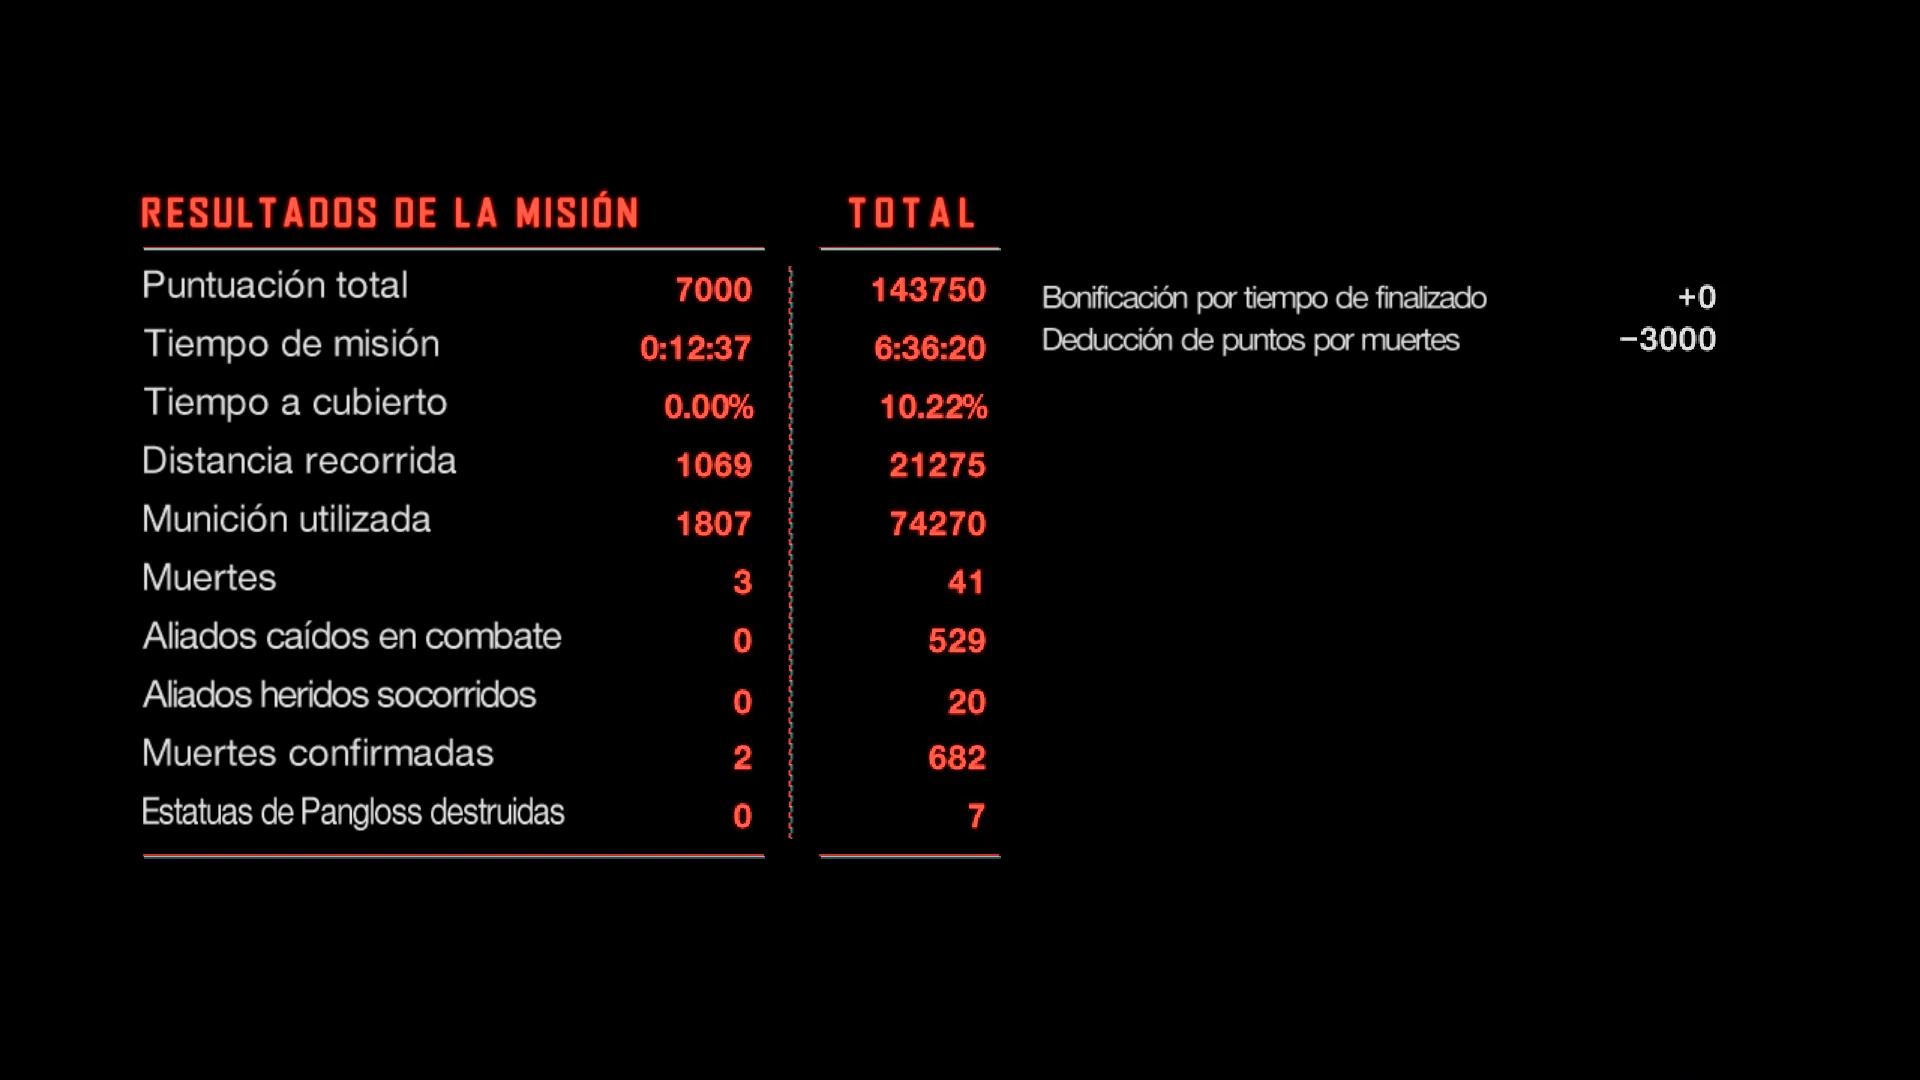 RESULTADOS DE LA MISIÓN TOTAL
Puntuación total 7000 143750 Bonificación por tiempo de finalizado +0
Tiempo de misión 0:12:37 6:36:20 Deducción de puntos por muertes −3000
Tiempo a cubierto 0.00% 10.22%
Distancia recorrida 1069 21275
Munición utilizada 1807 74270
Muertes 3 41
Aliados caídos en combate 0 529
Aliados heridos socorridos 0 20
Muertes confirmadas 2 682
Estatuas de Pangloss destruidas 0 7